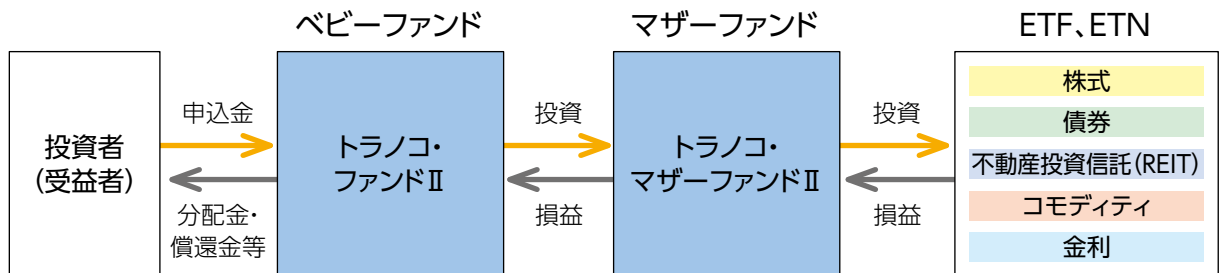 ベビーファンド
マザーファンド
ETF、ETN
投資者
(受益者)
申込金
分配金・
償還金等
トラノコ・
ファンドⅡ
投資
損益
トラノコ・
マザーファンドⅡ
投資
損益
株式
債券
不動産投資信託(REIT)
コモディティ
金利